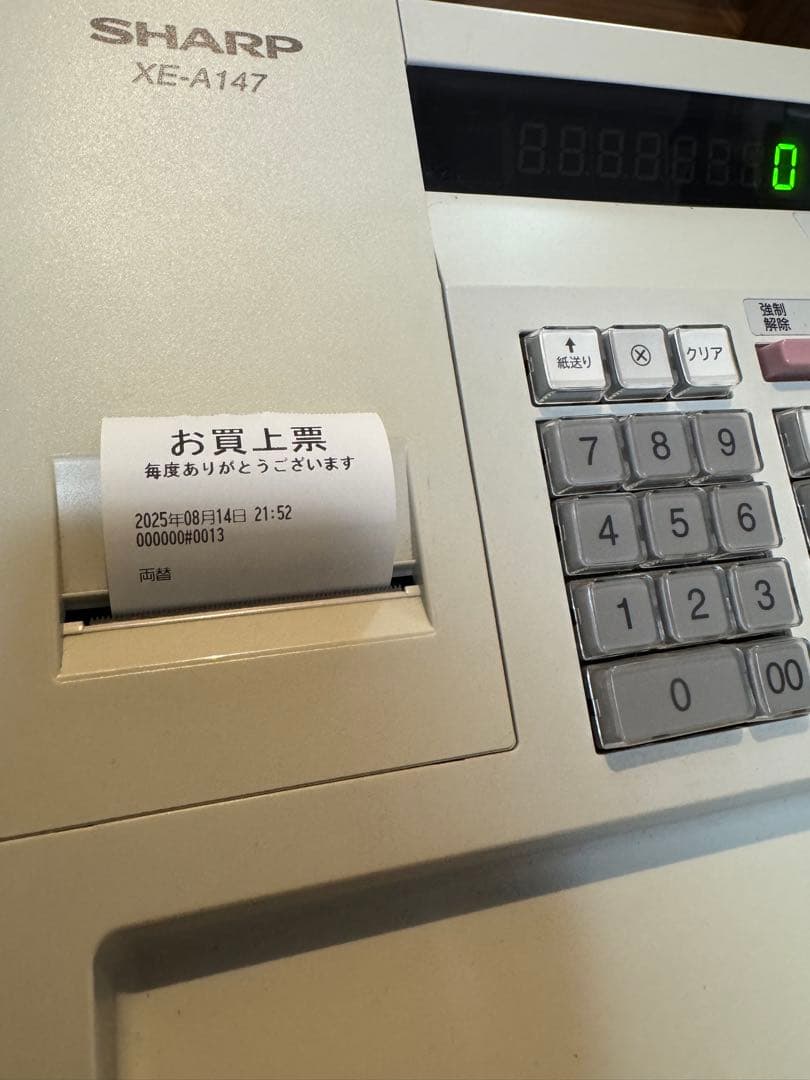 SHARP
XE-A147
0
強制
解除
↑
紙送り
⊗
クリア
お買上票
毎度ありがとうございます
2025年08月14日 21:52
000000#0013
両替
7 8 9
4 5 6
1 2 3
0 00